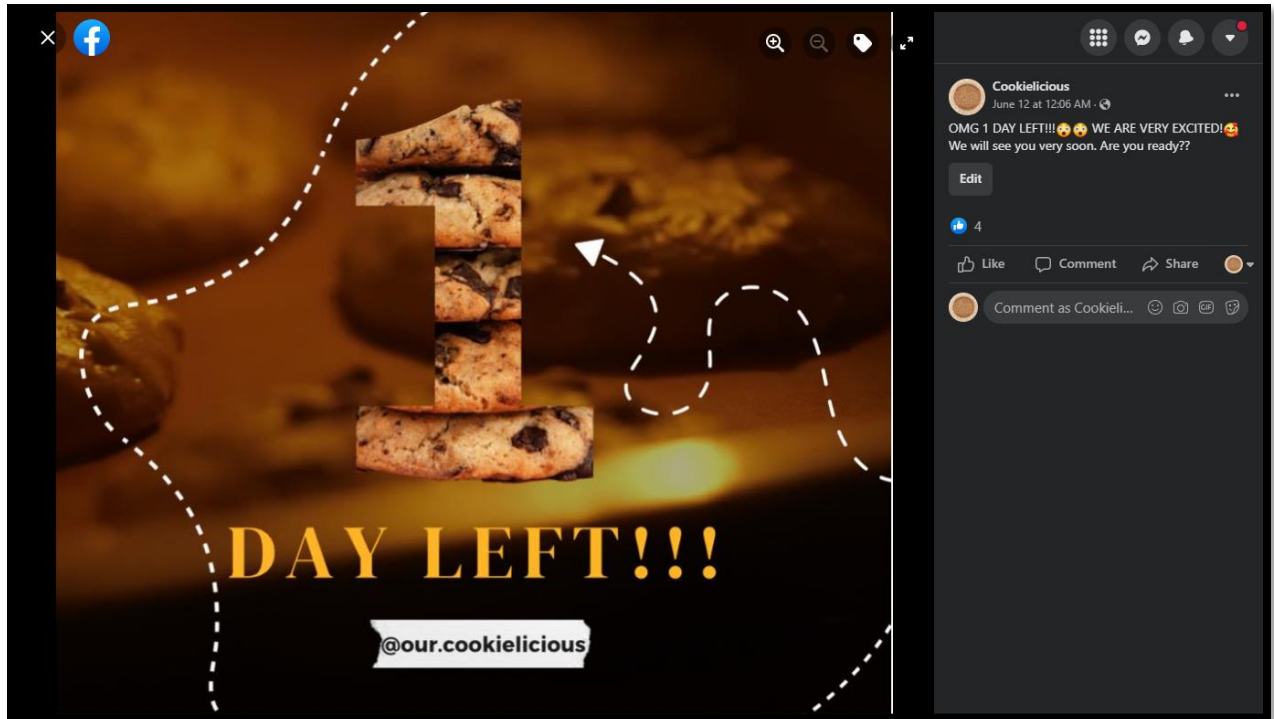 1
DAY LEFT!!!
@our.cookielicious
Cookielicious
June 12 at 12:06 AM ·
OMG 1 DAY LEFT!!!😳😳 WE ARE VERY EXCITED!🥰
We will see you very soon. Are you ready??
Edit
4
Like Comment Share
Comment as Cookieli... GIF